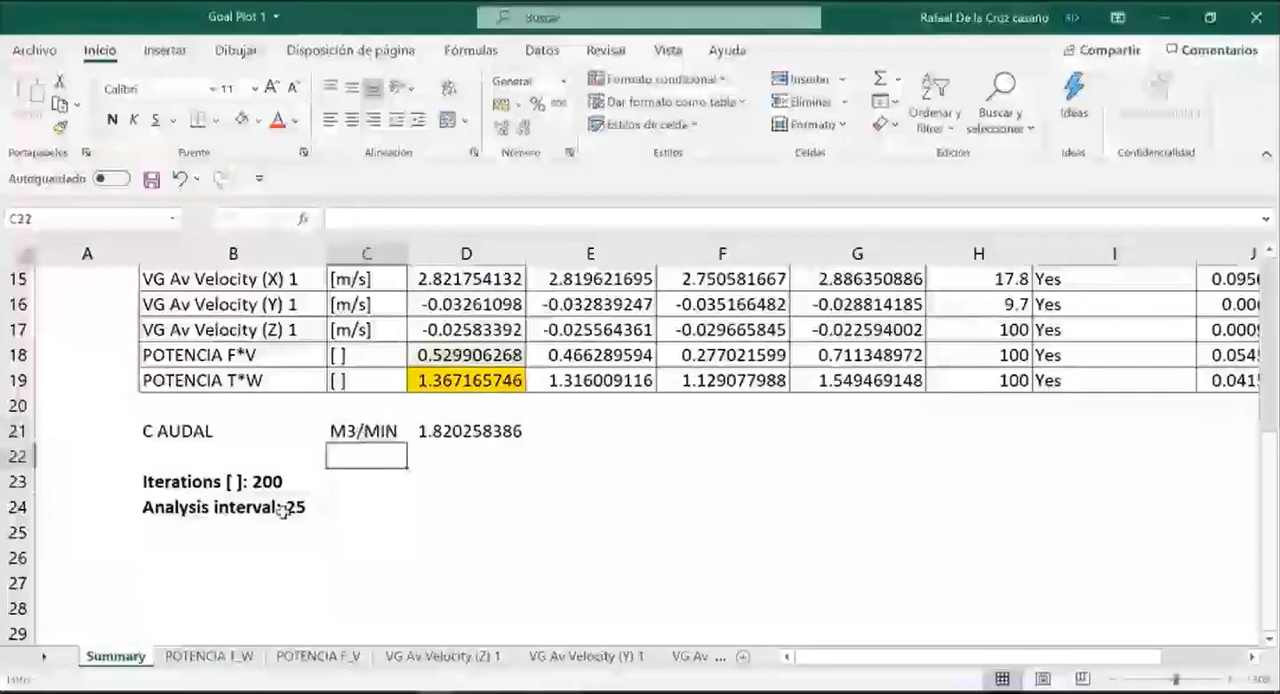 Goal Plot 1
Buscar
Rafael De la Cruz casaño
Archivo Inicio Insertar Dibujar Disposición de página Fórmulas Datos Revisar Vista Ayuda Compartir Comentarios
Calibri 11 General Formato condicional Insertar
Dar formato como tabla Eliminar Ordenar y filtrar Buscar y seleccionar Ideas
N K S Estilos de celda Formato
Portapapeles Fuente Alineación Número Estilos Celdas Edición Ideas Confidencialidad
Autoguardado
C22 fx
A B C D E F G H I J
15 VG Av Velocity (X) 1 [m/s] 2.821754132 2.819621695 2.750581667 2.886350886 17.8 Yes
16 VG Av Velocity (Y) 1 [m/s] -0.03261098 -0.032839247 -0.035166482 -0.028814185 9.7 Yes
17 VG Av Velocity (Z) 1 [m/s] -0.02583392 -0.025564361 -0.029665845 -0.022594002 100 Yes
18 POTENCIA F*V [ ] 0.529906268 0.466289594 0.277021599 0.711348972 100 Yes
19 POTENCIA T*W [ ] 1.367165746 1.316009116 1.129077988 1.549469148 100 Yes
20
21 C AUDAL M3/MIN 1.820258386
22
23 Iterations [ ]: 200
24 Analysis interval: 25
25
26
27
28
29
Summary POTENCIA T_W POTENCIA F_V VG Av Velocity (Z) 1 VG Av Velocity (Y) 1 VG Av ...